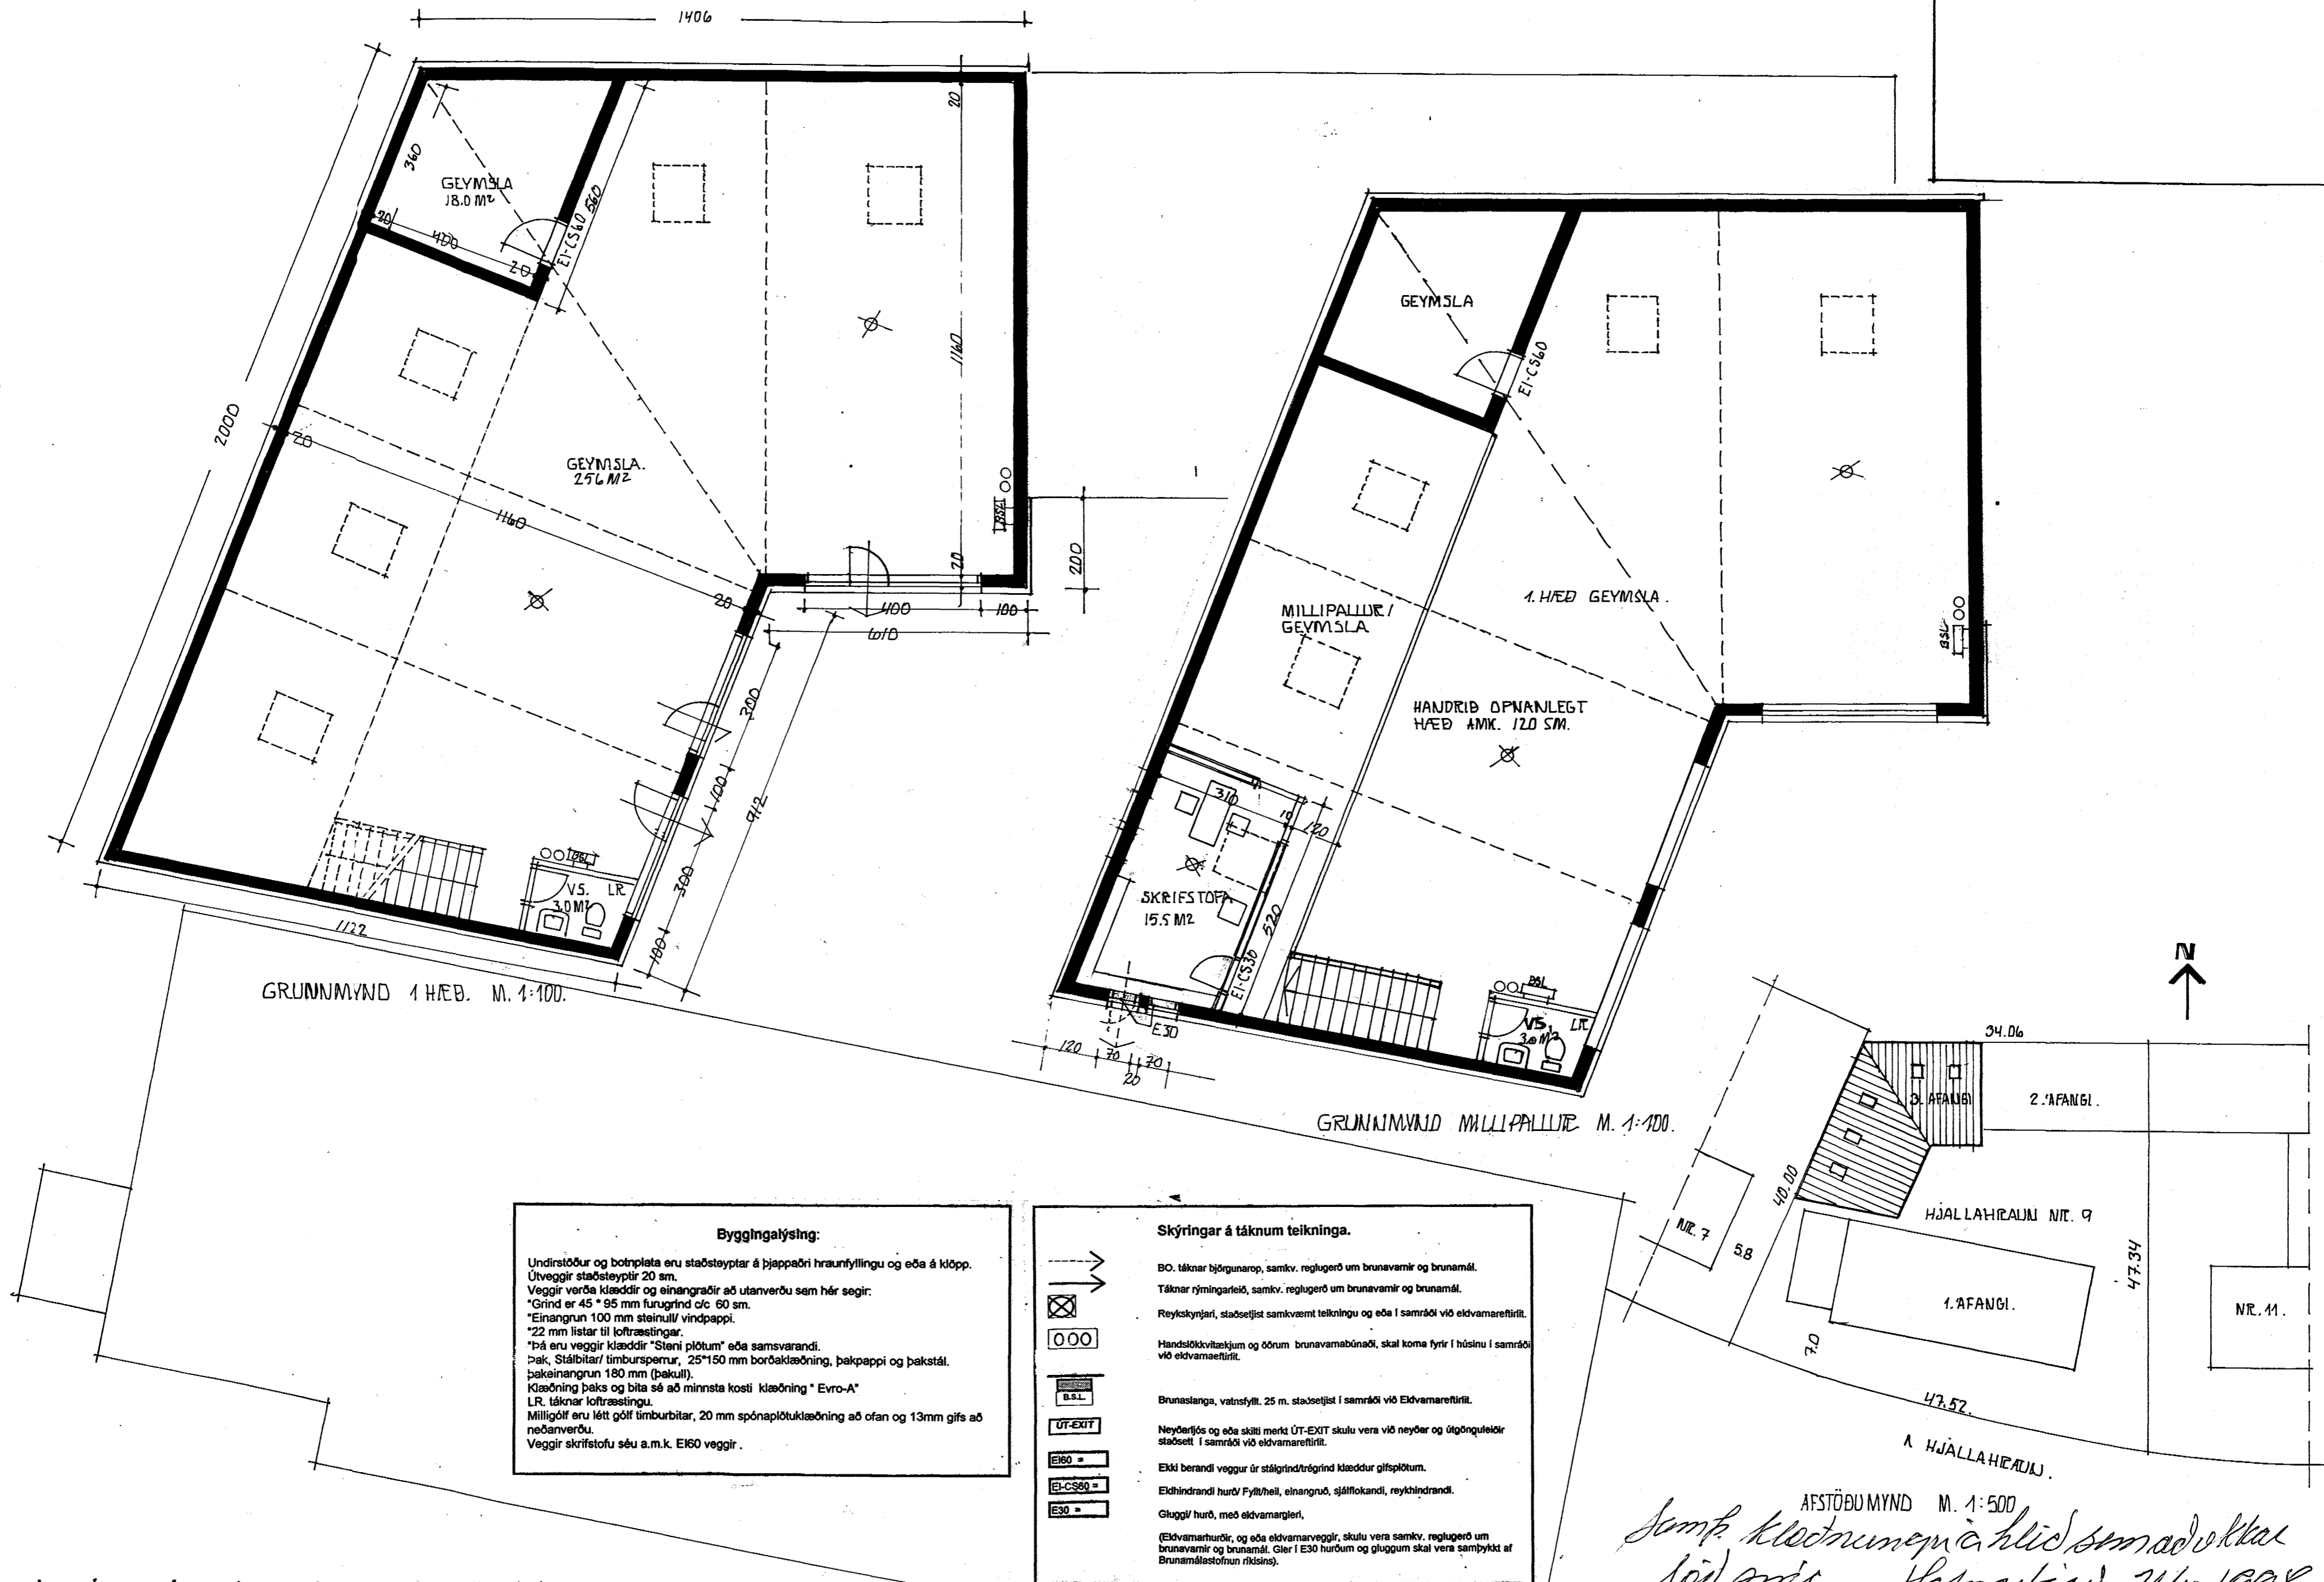 1406
20
360
GEYMSLA
18.0 M²
20
400
20
EI-CS60
560
2000
20
GEYMSLA.
256 M²
1160
1160
BSL
20
200
400
100
610
20
300
100
912
300
100
BSL
VS.
LR
3.0 M²
1122
GRUNNMYND 1 HÆÐ. M. 1:100.
GEYMSLA
EI-CS60
MILLIPALLUR/
GEYMSLA
1. HÆÐ GEYMSLA.
BSL
HANDRIÐ OPNANLEGT
HÆÐ AMK. 120 SM.
310
10
120
SKRIFSTOFA
15.5 M2
520
EI-CS30
BSL
VS.
LR
3.0 M²
E30
120
70
20
70
GRUNNMYND MILLIPALLUR M. 1:100.
N
34.06
3. ÁFANGI
2. ÁFANGI.
40.00
NR. 7
5.8
HJALLAHRAUN NR. 9
47.34
1. ÁFANGI.
NR. 11.
7.0
47.52.
HJALLAHRAUN.
AFSTÖÐUMYND M. 1:500
Byggingalýsing:
Undirstöður og botnplata eru staðsteyptar á þjappaðri hraunfyllingu og eða á klöpp.
Útveggir staðsteyptir 20 sm.
Veggir verða klæddir og einangraðir að utanverðu sem hér segir:
*Grind er 45 * 95 mm furugrind c/c 60 sm.
*Einangrun 100 mm steinull/ vindpappi.
*22 mm listar til loftræstingar.
*Þá eru veggir klæddir "Steni plötum" eða samsvarandi.
Þak, Stálbitar/ timbursperrur, 25*150 mm borðaklæðning, þakpappi og þakstál.
Þakeinangrun 180 mm (þakull).
Klæðning þaks og bita sé að minnsta kosti klæðning * Evro-A*
LR. táknar loftræstingu.
Milligólf eru létt gólf timburbitar, 20 mm spónaplötuklæðning að ofan og 13mm gifs að
neðanverðu.
Veggir skrifstofu séu a.m.k. EI60 veggir .
Skýringar á táknum teikninga.
BO. táknar björgunarop, samkv. reglugerð um brunavarnir og brunamál.
Táknar rýmingarleið, samkv. reglugerð um brunavarnir og brunamál.
Reykskynjari, staðsetjist samkvæmt teikningu og eða í samráði við eldvarnareftirlit.
Handslökkvitækjum og öðrum brunavarnabúnaði, skal koma fyrir í húsinu í samráði
við eldvarnaeftirlit.
B.S.L.
Brunaslanga, vatnsfyllt. 25 m. staðsetjist í samráði við Eldvarnareftirlit.
ÚT-EXIT
Neyðarljós og eða skilti merkt ÚT-EXIT skulu vera við neyðar og útgönguleiðir
staðsett í samráði við eldvarnareftirlit.
EI60 =
Ekki berandi veggur úr stálgrind/trégrind klæddur gifsplötum.
EI-CS60 =
Eldhindrandi hurð/ Fyllt/heil, einangruð, sjálflokandi, reykhindrandi.
E30 =
Gluggi/ hurð, með eldvarnargleri,
(Eldvarnarhurðir, og eða eldvarnarveggir, skulu vera samkv. reglugerð um
brunavarnir og brunamál. Gler í E30 hurðum og gluggum skal vera samþykkt af
Brunamálastofnun ríkisins).